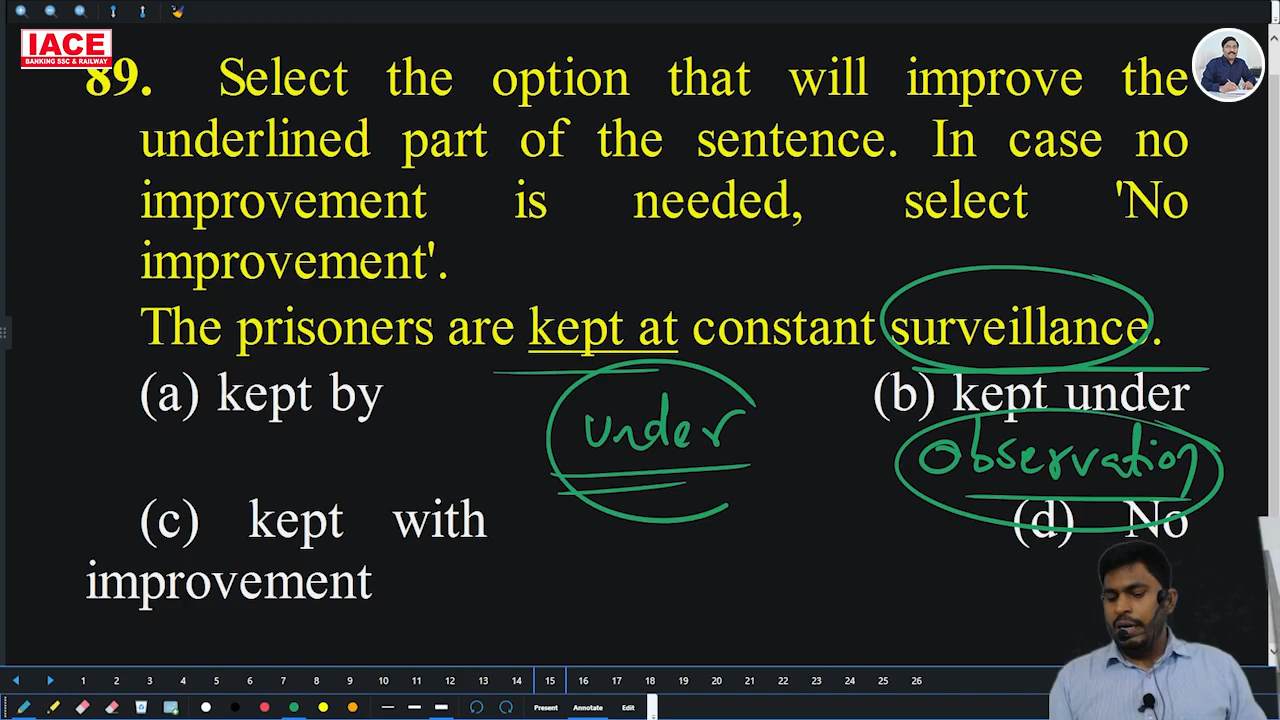 IACE
BANKING SSC & RAILWAY
89. Select the option that will improve the
underlined part of the sentence. In case no
improvement is needed, select 'No
improvement'.
The prisoners are kept at constant surveillance.
(a) kept by (b) kept under
under
observation
(c) kept with (d) No
improvement
1 2 3 4 5 6 7 8 9 10 11 12 13 14 15 16 17 18 19 20 21 22 23 24 25 26
Present Annotate Edit